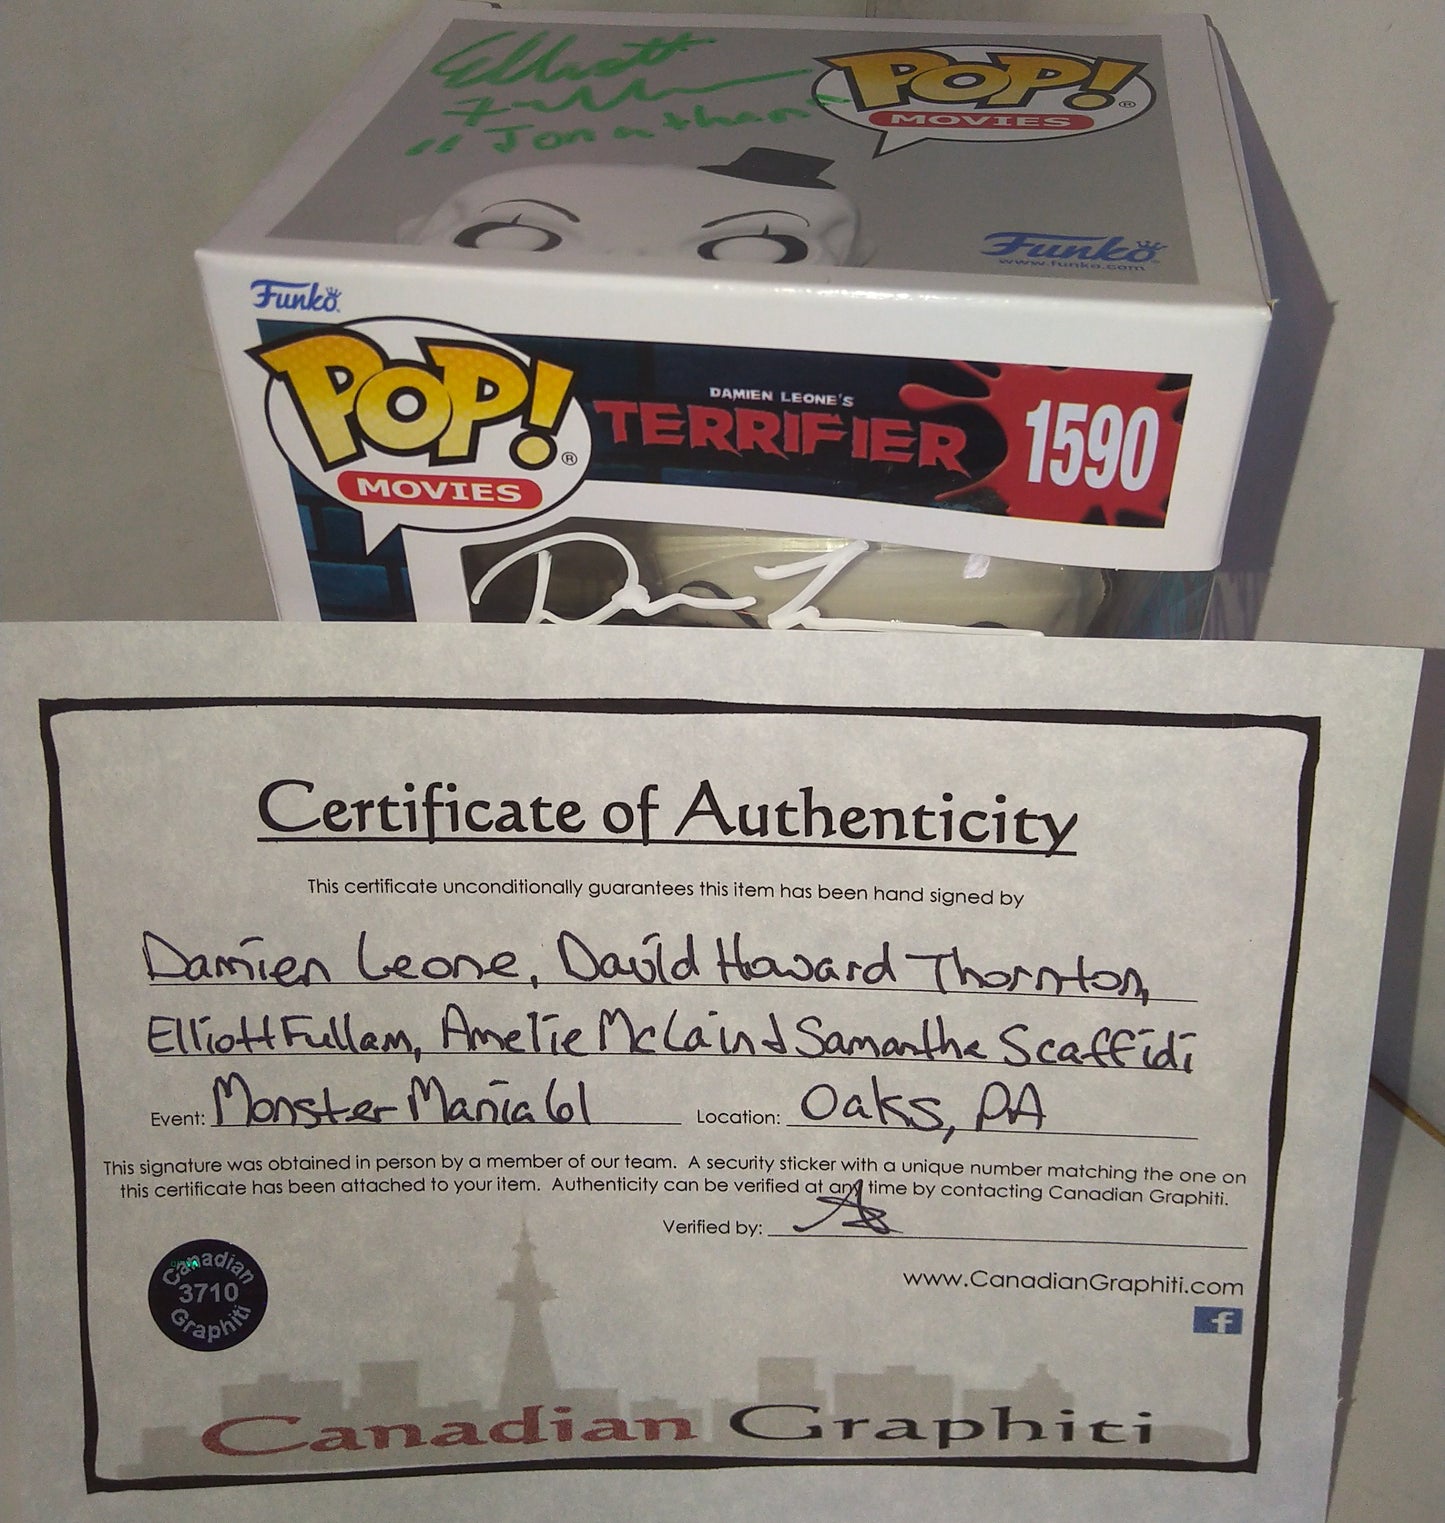 Elliott
Fullam
"Jonathan"
POP!®
MOVIES
Funko
www.funko.com
Funko
POP!®
MOVIES
DAMIEN LEONE'S
TERRIFIER
1590
Certificate of Authenticity
This certificate unconditionally guarantees this item has been hand signed by
Damien Leone, David Howard Thornton,
Elliott Fullam, Amelie McLain & Samantha Scaffidi
Event: Monster Mania 61 Location: Oaks, PA
This signature was obtained in person by a member of our team. A security sticker with a unique number matching the one on
this certificate has been attached to your item. Authenticity can be verified at any time by contacting Canadian Graphiti.
Verified by:
www.CanadianGraphiti.com
f
Canadian
3710
Graphiti
Canadian Graphiti